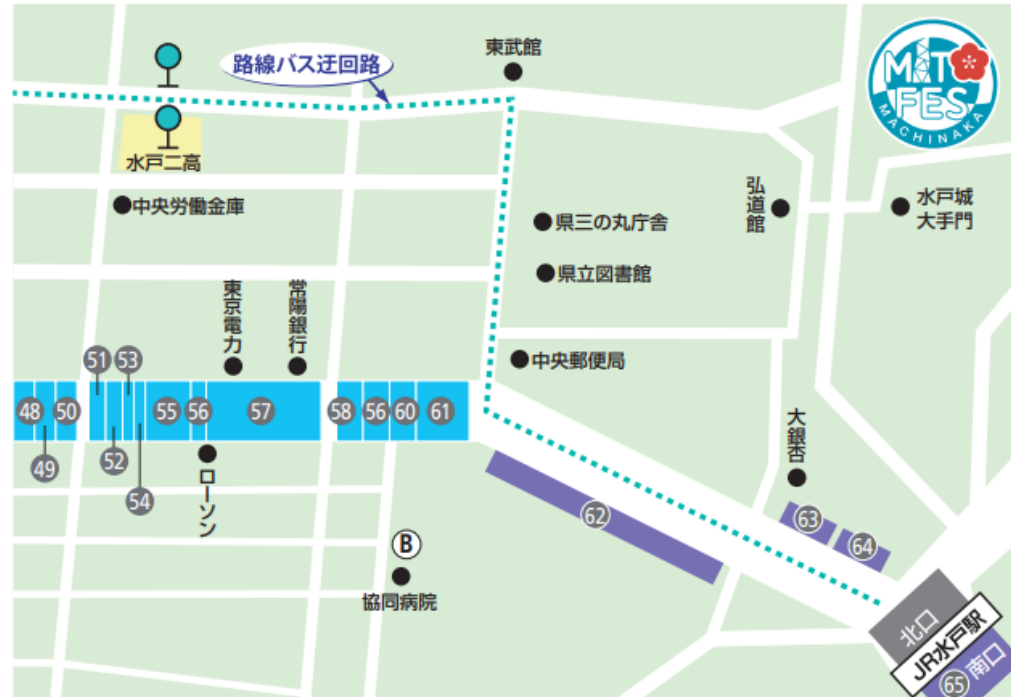 東武館
路線バス迂回路
MITO
FES
MACHINAKA
水戸二高
中央労働金庫
弘道館
水戸城
大手門
県三の丸庁舎
県立図書館
東京電力
常陽銀行
中央郵便局
51
53
48
50
55
56
57
58
56
60
61
49
52
54
ローソン
大銀杏
62
63
64
B
協同病院
北口
JR水戸駅
65
南口